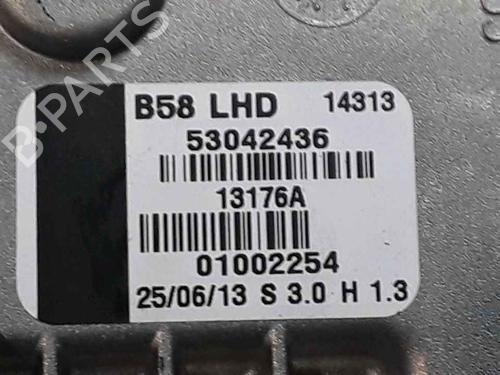 B58 LHD 14313
53042436
13176A
01002254
25/06/13 S 3.0 H 1.3
B-PARTS